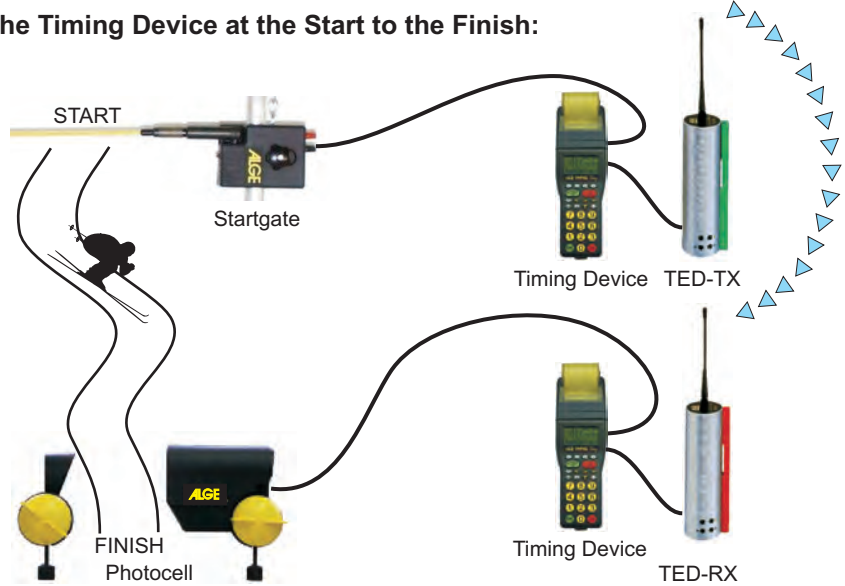 he Timing Device at the Start to the Finish:
START
ALGE
Startgate
Timing Device TED-TX
ALGE
FINISH
Photocell
Timing Device
TED-RX